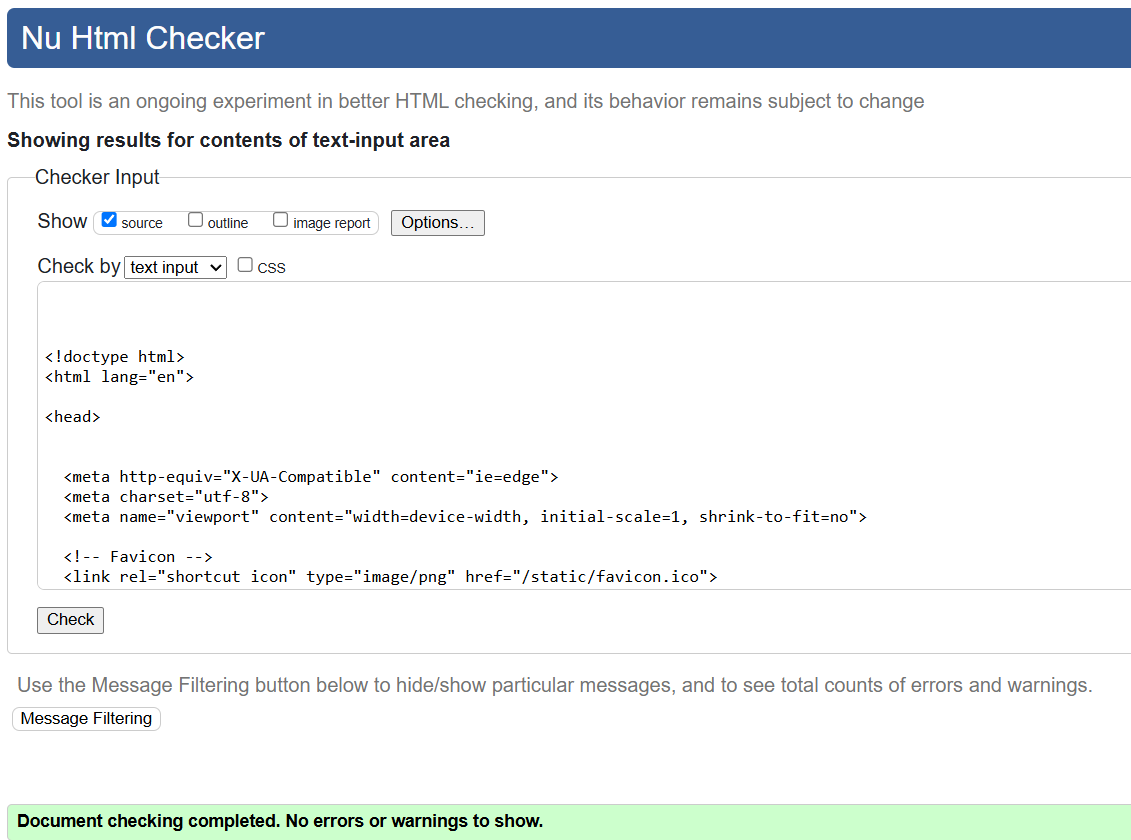 Nu Html Checker
This tool is an ongoing experiment in better HTML checking, and its behavior remains subject to change
Showing results for contents of text-input area
Checker Input
Show source outline image report Options...
Check by text input CSS
<!doctype html>
<html lang="en">
<head>
<meta http-equiv="X-UA-Compatible" content="ie=edge">
<meta charset="utf-8">
<meta name="viewport" content="width=device-width, initial-scale=1, shrink-to-fit=no">
<!-- Favicon -->
<link rel="shortcut icon" type="image/png" href="/static/favicon.ico">
Check
Use the Message Filtering button below to hide/show particular messages, and to see total counts of errors and warnings.
Message Filtering
Document checking completed. No errors or warnings to show.